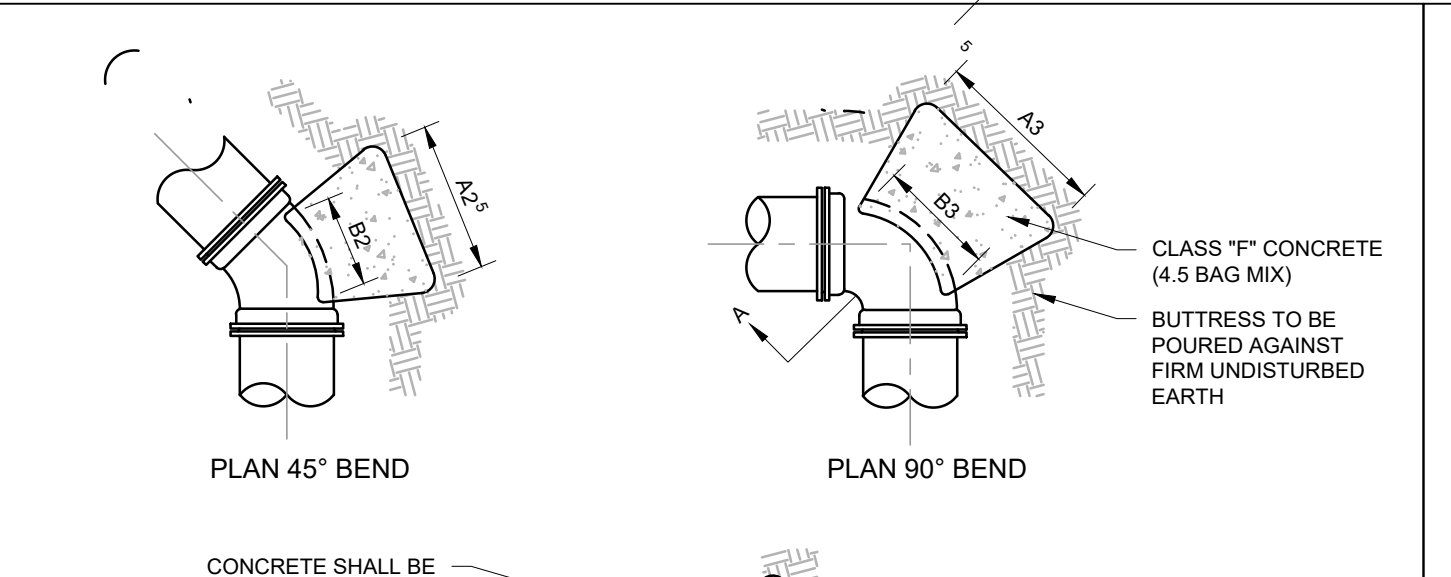 5
A3
A2 5
B2
B3
A
CLASS "F" CONCRETE
(4.5 BAG MIX)
BUTTRESS TO BE
POURED AGAINST
FIRM UNDISTURBED
EARTH
PLAN 45° BEND
PLAN 90° BEND
CONCRETE SHALL BE